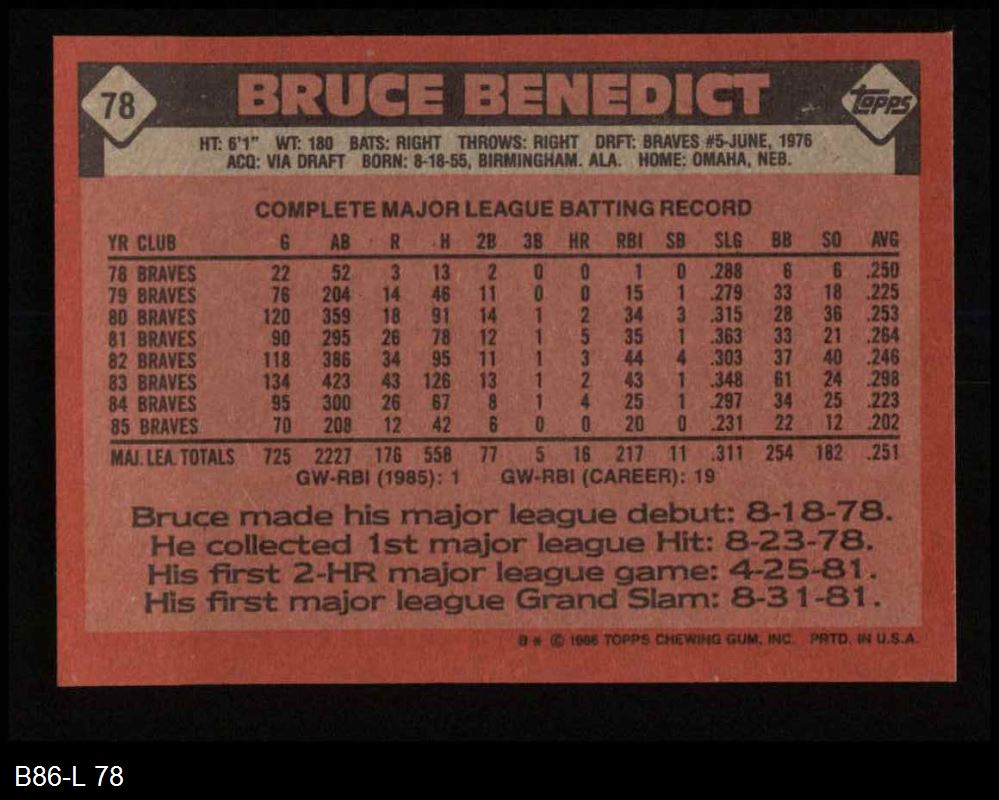 78 BRUCE BENEDICT TOPPS
HT: 6'1" WT: 180 BATS: RIGHT THROWS: RIGHT DRFT: BRAVES #5-JUNE, 1976
ACQ: VIA DRAFT BORN: 8-18-55, BIRMINGHAM. ALA. HOME: OMAHA, NEB.
COMPLETE MAJOR LEAGUE BATTING RECORD
YR CLUB G AB R H 2B 3B HR RBI SB SLG BB SO AVG
78 BRAVES 22 52 3 13 2 0 0 1 0 .288 6 6 .250
79 BRAVES 76 204 14 46 11 0 0 15 1 .279 33 18 .225
80 BRAVES 120 359 18 91 14 1 2 34 3 .315 28 36 .253
81 BRAVES 90 295 26 78 12 1 5 35 1 .363 33 21 .264
82 BRAVES 118 386 34 95 11 1 3 44 4 .303 37 40 .246
83 BRAVES 134 423 43 126 13 1 2 43 1 .348 61 24 .298
84 BRAVES 95 300 26 67 8 1 4 25 1 .297 34 25 .223
85 BRAVES 70 208 12 42 6 0 0 20 0 .231 22 12 .202
MAJ. LEA. TOTALS 725 2227 176 558 77 5 16 217 11 .311 254 182 .251
GW-RBI (1985): 1 GW-RBI (CAREER): 19
Bruce made his major league debut: 8-18-78.
He collected 1st major league Hit: 8-23-78.
His first 2-HR major league game: 4-25-81.
His first major league Grand Slam: 8-31-81.
B * © 1986 TOPPS CHEWING GUM, INC. PRTD. IN U.S.A.
B86-L 78